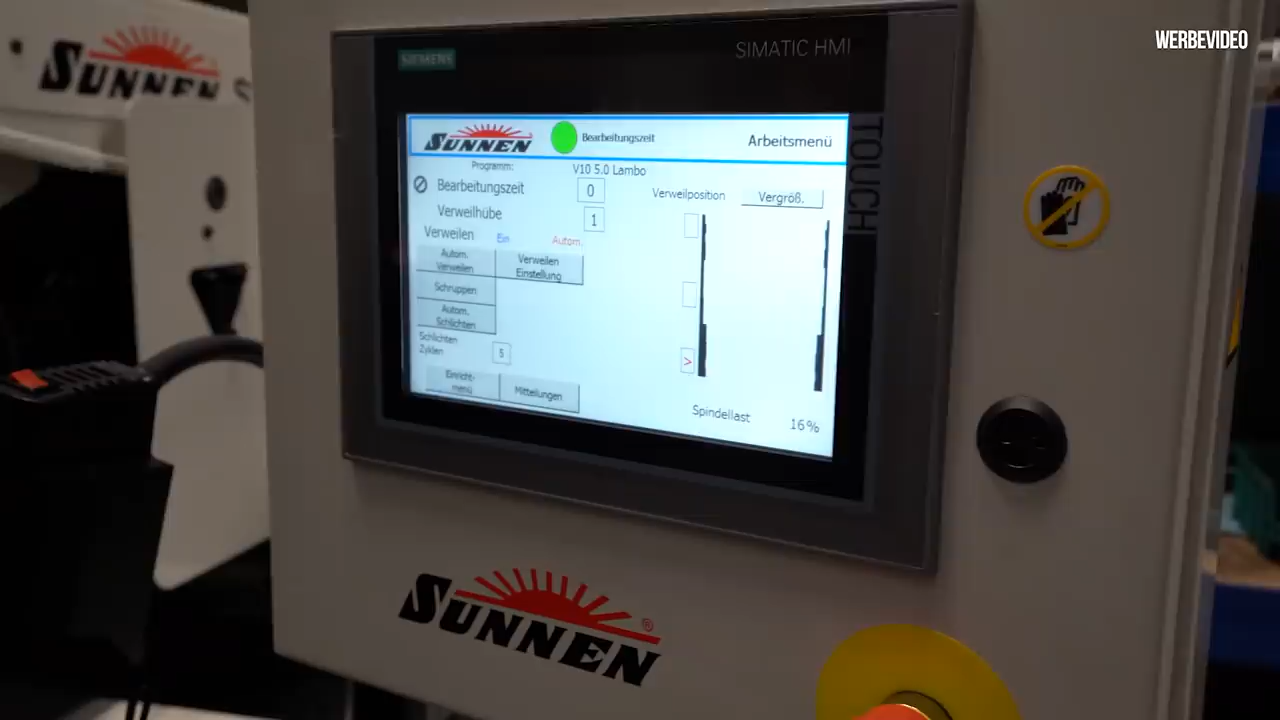 WERBEVIDEO
SUNNEN
SIEMENS
SIMATIC HMI
TOUCH
SUNNEN
Bearbeitungszeit
Arbeitsmenü
Programm:
V10 5.0 Lambo
Bearbeitungszeit
0
Verweilposition
Vergröß.
Verweilhübe
1
Verweilen
Ein
Autom.
Autom.
Verweilen
Verweilen
Einstellung
Schruppen
Autom.
Schlichten
Schlichten
Zyklen
5
>
Einricht-
menü
Mitteilungen
Spindellast
16%
SUNNEN®